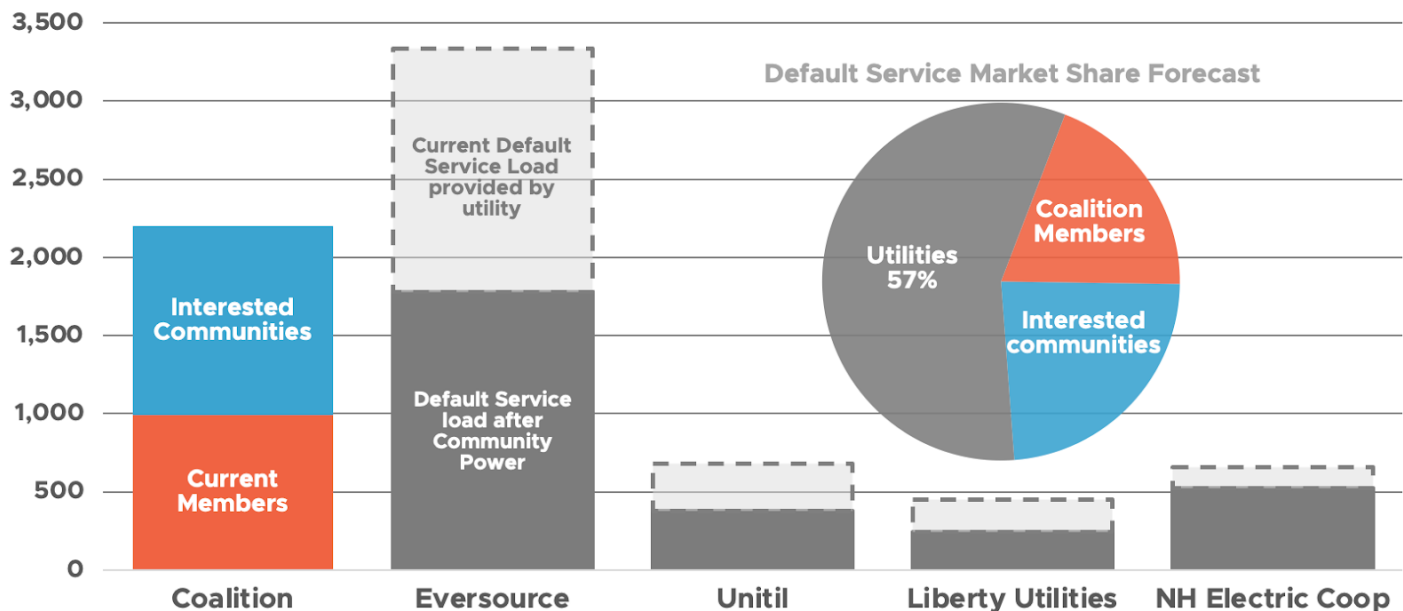 3,500
3,000
2,500
2,000
1,500
1,000
500
0
Interested
Communities
Current
Members
Current Default
Service Load
provided by
utility
Default Service
load after
Community
Power
Default Service Market Share Forecast
Utilities
57%
Coalition
Members
Interested
communities
Coalition
Eversource
Unitil
Liberty Utilities
NH Electric Coop